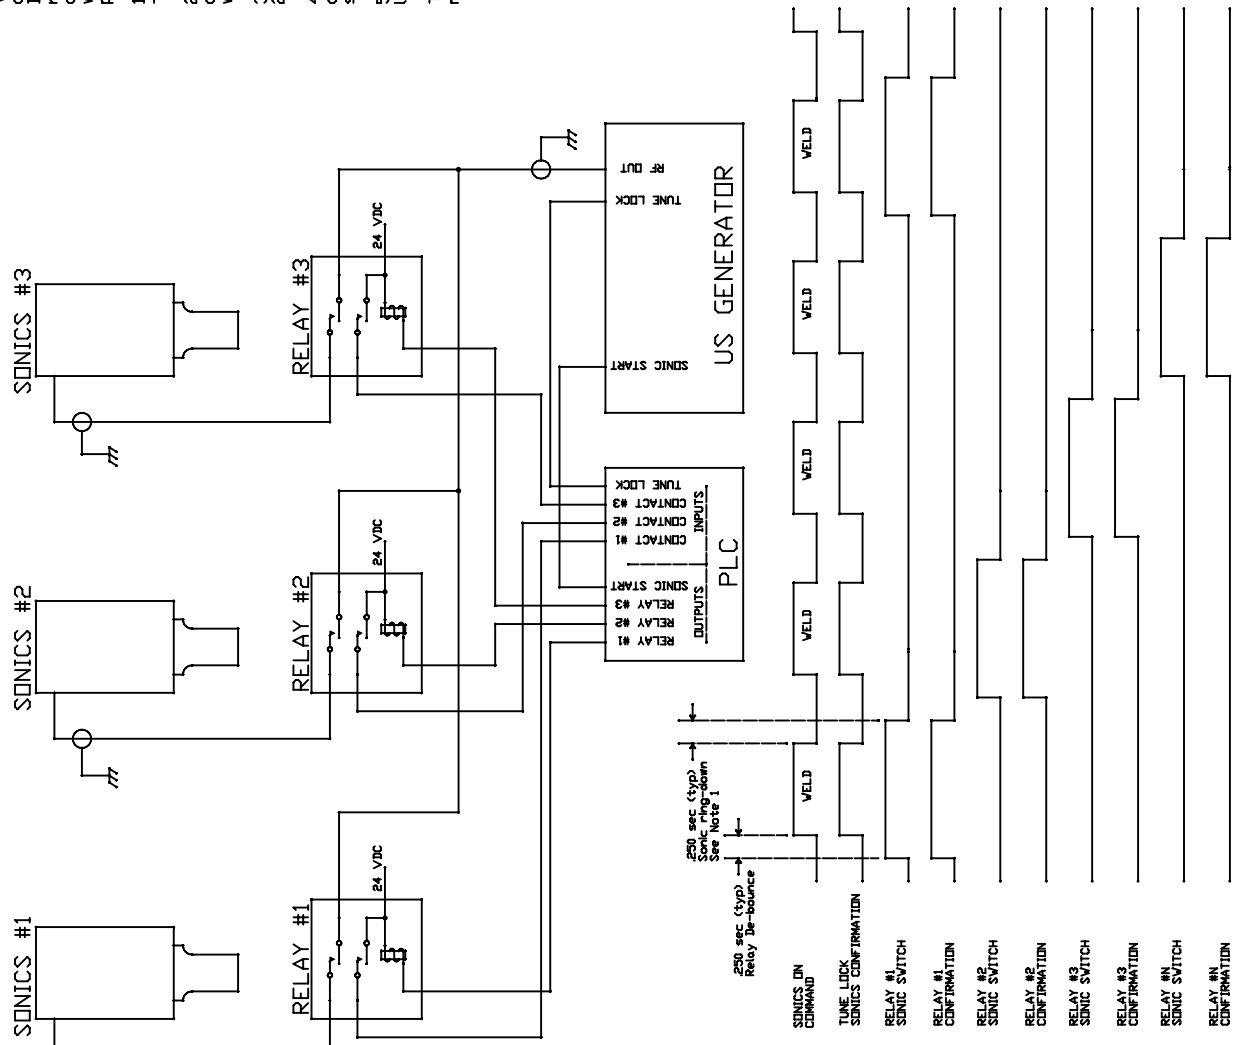 SONICS #1
SONICS #2
SONICS #3
RELAY #1
24 VDC
RELAY #2
24 VDC
RELAY #3
24 VDC
RELAY #1
RELAY #2
RELAY #3
SONIC START
CONTACT #1
CONTACT #2
CONTACT #3
TUNE LOCK
OUTPUTS
INPUTS
PLC
SONIC START
TUNE LOCK
RF OUT
US GENERATOR
.250 sec (typ)
Sonic ring-down
See Note 1
.250 sec (typ)
Relay De-bounce
SONICS ON
COMMAND
WELD
WELD
WELD
WELD
WELD
TUNE LOCK
SONICS CONFIRMATION
RELAY #1
SONIC SWITCH
RELAY #1
CONFIRMATION
RELAY #2
SONIC SWITCH
RELAY #2
CONFIRMATION
RELAY #3
SONIC SWITCH
RELAY #3
CONFIRMATION
RELAY #N
SONIC SWITCH
RELAY #N
CONFIRMATION